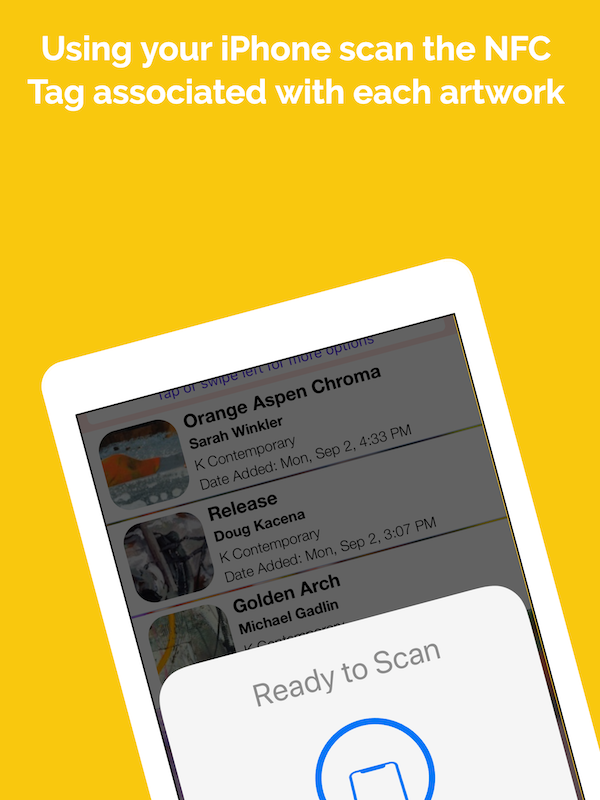 Using your iPhone scan the NFC
Tag associated with each artwork
Tap or swipe left for more options
Orange Aspen Chroma
Sarah Winkler
K Contemporary
Date Added: Mon, Sep 2, 4:33 PM
Release
Doug Kacena
K Contemporary
Date Added: Mon, Sep 2, 3:07 PM
Golden Arch
Michael Gadlin
K Contemporary
Ready to Scan